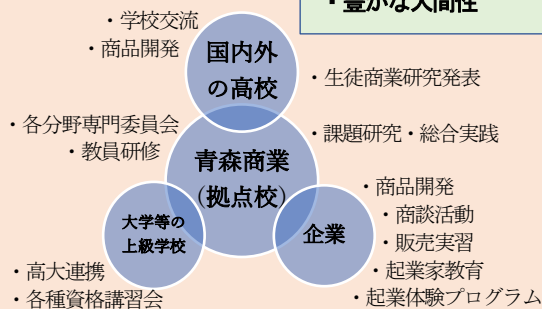 ・豊かな人間性
・学校交流
・商品開発
国内外
の高校
・生徒商業研究発表
・各分野専門委員会
・教員研修
・課題研究・総合実践
青森商業
(拠点校)
・商品開発
・商談活動
・販売実習
・起業家教育
・起業体験プログラム
大学等の
上級学校
企業
・高大連携
・各種資格講習会